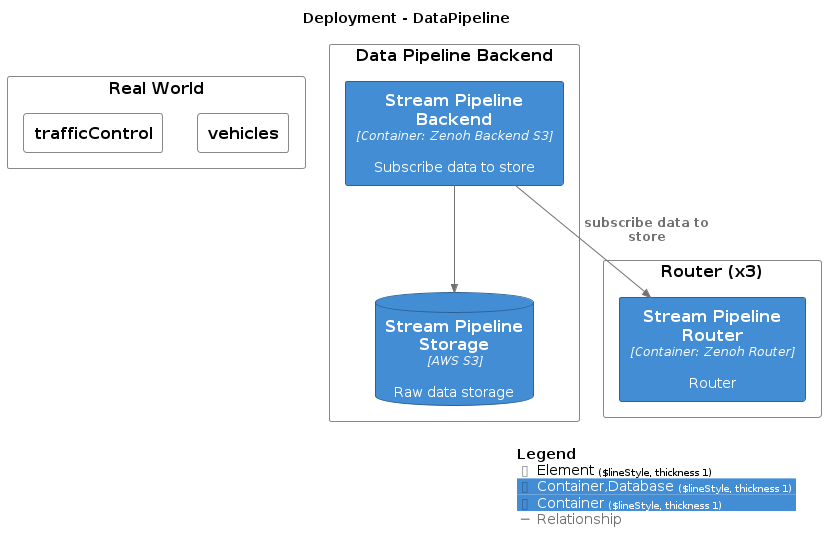 Deployment - DataPipeline
Real World
trafficControl
vehicles
Data Pipeline Backend
Stream Pipeline
Backend
[Container: Zenoh Backend S3]
Subscribe data to store
subscribe data to
store
Router (x3)
Stream Pipeline
Router
[Container: Zenoh Router]
Router
Stream Pipeline
Storage
[AWS S3]
Raw data storage
Legend
Element ($lineStyle, thickness 1)
Container,Database ($lineStyle, thickness 1)
Container ($lineStyle, thickness 1)
Relationship